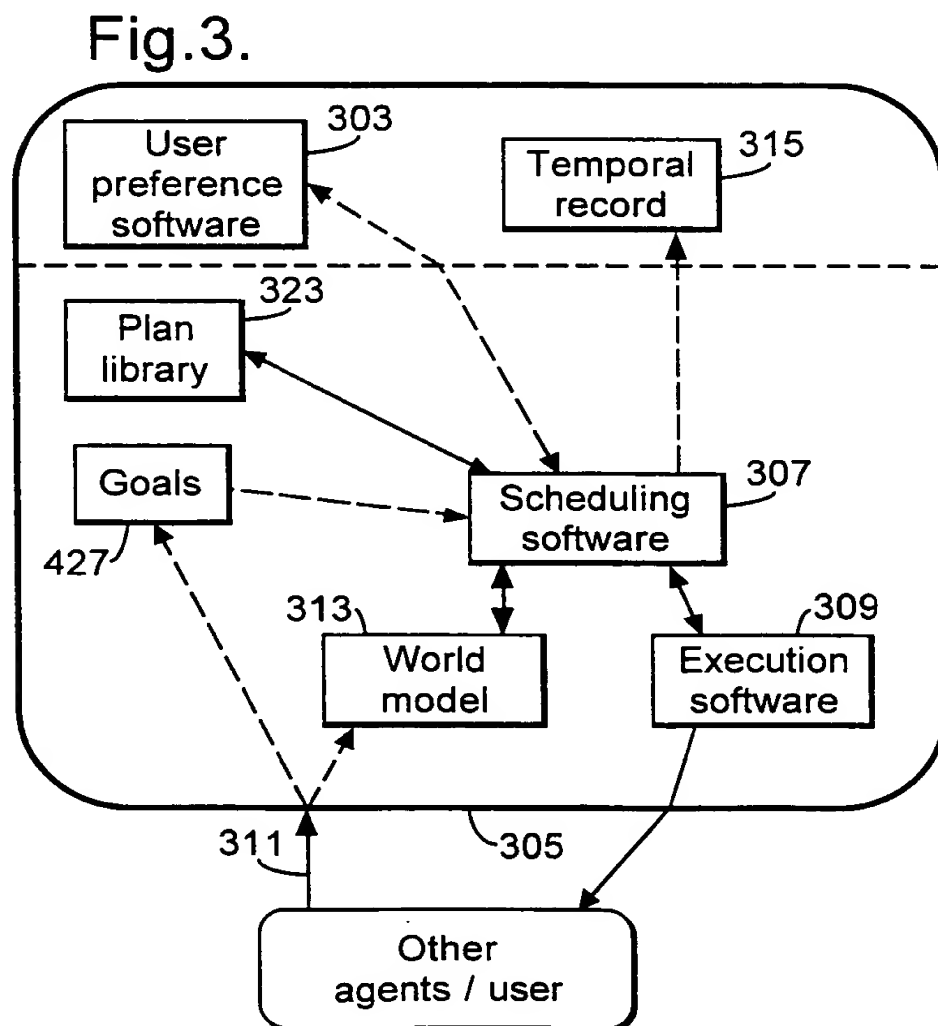 Fig.3.
User
preference
software
303
Temporal
record
315
Plan
library
323
Goals
427
Scheduling
software
307
World
model
313
Execution
software
309
311
305
Other
agents / user